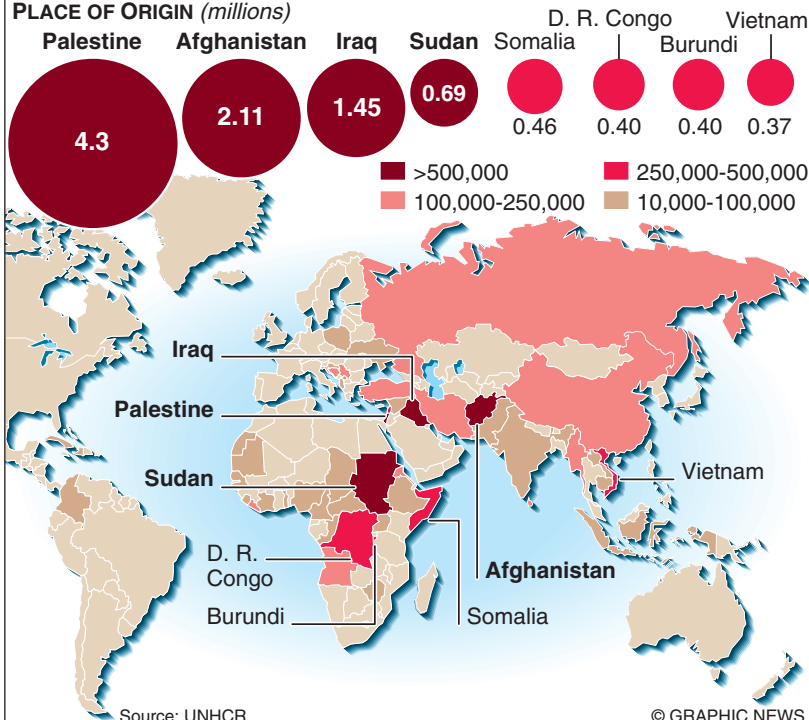 PLACE OF ORIGIN (millions)
Palestine Afghanistan Iraq Sudan Somalia D. R. Congo Burundi Vietnam
4.3 2.11 1.45 0.69 0.46 0.40 0.40 0.37
>500,000 250,000-500,000
100,000-250,000 10,000-100,000
Iraq
Palestine
Sudan
Vietnam
D. R.
Congo
Afghanistan
Burundi
Somalia
Source: UNHCR © GRAPHIC NEWS